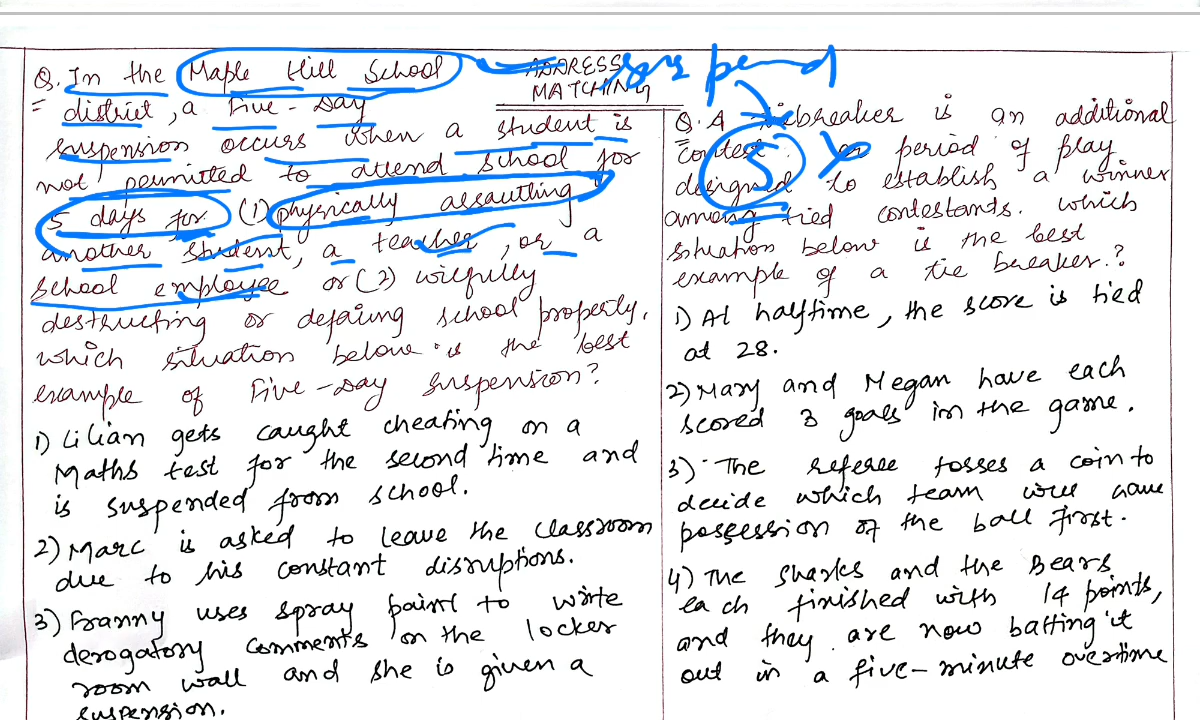 ADDRESS
MATCHING
Q. In the Maple Hill School
district, a Five-Day
suspension occurs when a student is
not permitted to attend school for
5 days for (1) physically assaulting
another student, a teacher, or a
school employee or (2) wilfully
destructing or defacing school property.
which situation below is the best
example of Five-Day suspension?
1) Lilian gets caught cheating on a
Maths test for the second time and
is suspended from school.
2) Marc is asked to leave the classroom
due to his constant disruptions.
3) Franny uses spray paint to write
derogatory comments on the locker
room wall and she is given a
suspension.
Q. A tiebreaker is an additional
contest or period of play
designed to establish a winner
among tied contestants. which
situation below is the best
example of a tie breaker.?
1) At halftime, the score is tied
at 28.
2) Mary and Megan have each
scored 3 goals in the game.
3) The referee tosses a coin to
decide which team will have
possession of the ball first.
4) The Sharks and the Bears
each finished with 14 points,
and they are now batting it
out in a five-minute overtime
5